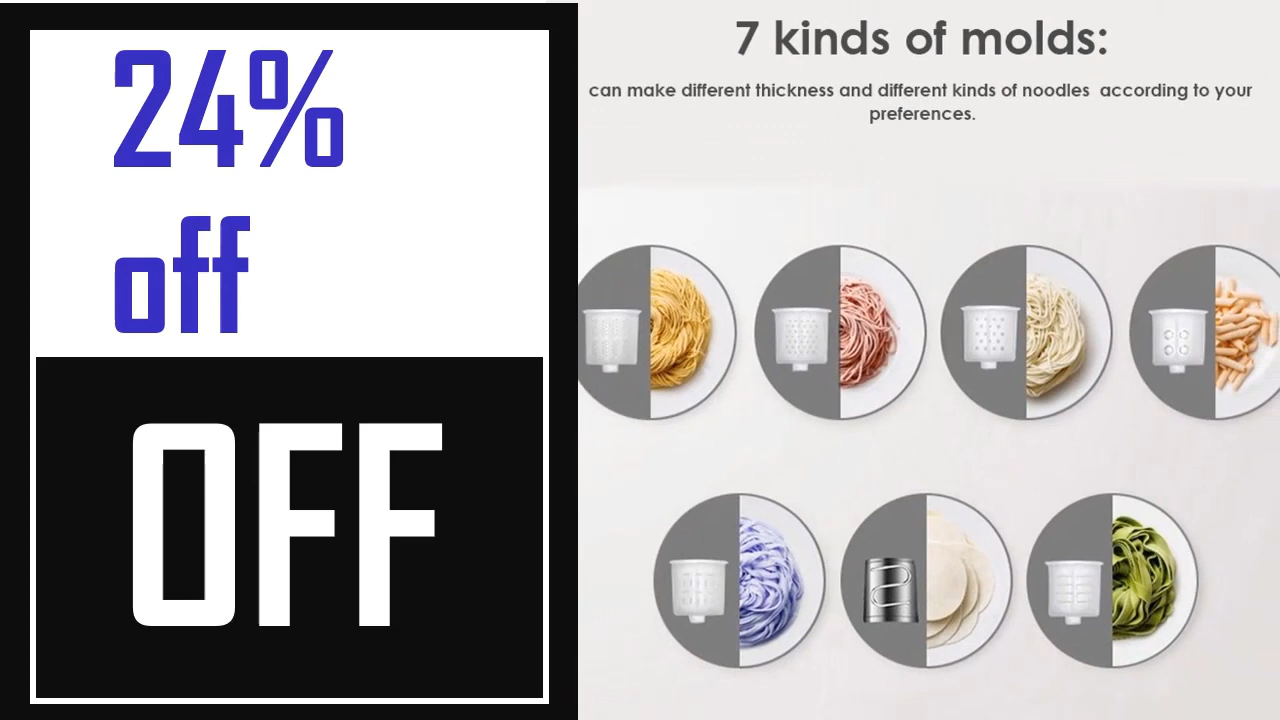 24%
off
OFF
7 kinds of molds:
can make different thickness and different kinds of noodles according to your
preferences.